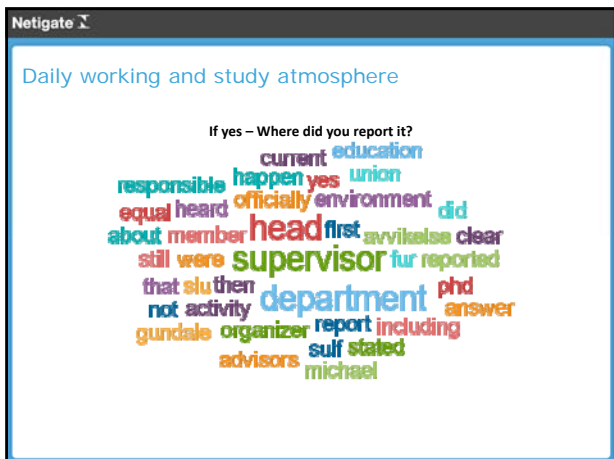 Netigate
Daily working and study atmosphere
If yes – Where did you report it?
current education
responsible happen yes union
equal heard officially environment did
about member head first avvikelse clear
still were supervisor fur reported
that slu then department phd
not activity answer
gundale organizer report including
advisors sulf stated
michael